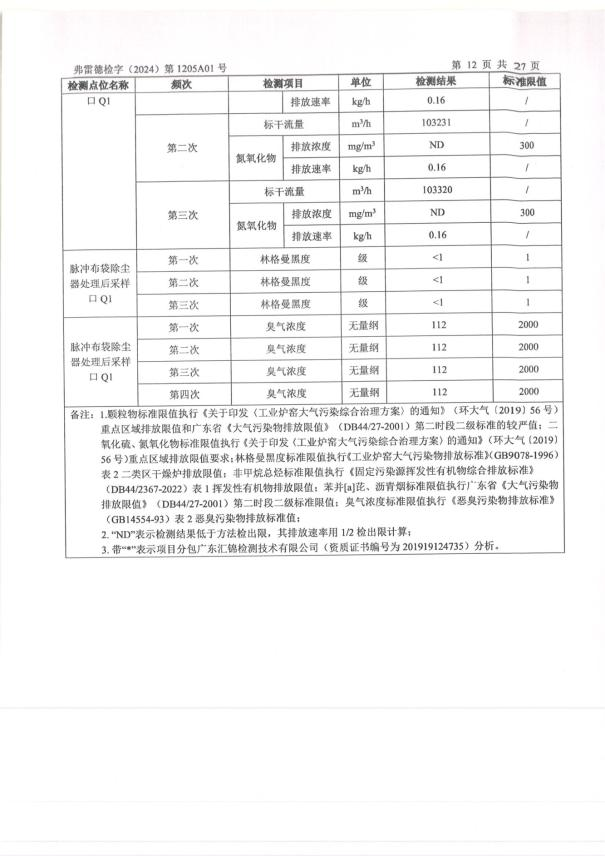 弗雷德检字（2024）第 1205A01 号 第 12 页 共 27 页
检测点位名称 频次 检测项目 单位 检测结果 标准限值
口 Q1 排放速率 kg/h 0.16 /
第二次 标干流量 m³/h 103231 /
氮氧化物 排放浓度 mg/m³ ND 300
排放速率 kg/h 0.16 /
第三次 标干流量 m³/h 103320 /
氮氧化物 排放浓度 mg/m³ ND 300
排放速率 kg/h 0.16 /
脉冲布袋除尘器处理后采样口 Q1 第一次 林格曼黑度 级 <1 1
第二次 林格曼黑度 级 <1 1
第三次 林格曼黑度 级 <1 1
脉冲布袋除尘器处理后采样口 Q1 第一次 臭气浓度 无量纲 112 2000
第二次 臭气浓度 无量纲 112 2000
第三次 臭气浓度 无量纲 112 2000
第四次 臭气浓度 无量纲 112 2000
备注：1.颗粒物标准限值执行《关于印发〈工业炉窑大气污染综合治理方案〉的通知》（环大气〔2019〕56 号）
重点区域排放限值和广东省《大气污染物排放限值》（DB44/27-2001）第二时段二级标准的较严值；二
氧化硫、氮氧化物标准限值执行《关于印发〈工业炉窑大气污染综合治理方案〉的通知》（环大气〔2019〕
56 号）重点区域排放限值要求；林格曼黑度标准限值执行《工业炉窑大气污染物排放标准》（GB9078-1996）
表 2 二类区干燥炉排放限值；非甲烷总烃标准限值执行《固定污染源挥发性有机物综合排放标准》
（DB44/2367-2022）表 1 挥发性有机物排放限值；苯并[a]芘、沥青烟标准限值执行广东省《大气污染物
排放限值》（DB44/27-2001）第二时段二级标准限值；臭气浓度标准限值执行《恶臭污染物排放标准》
（GB14554-93）表 2 恶臭污染物排放标准值；
2. “ND”表示检测结果低于方法检出限，其排放速率用 1/2 检出限计算；
3. 带“*”表示项目分包广东汇锦检测技术有限公司（资质证书编号为 201919124735）分析。